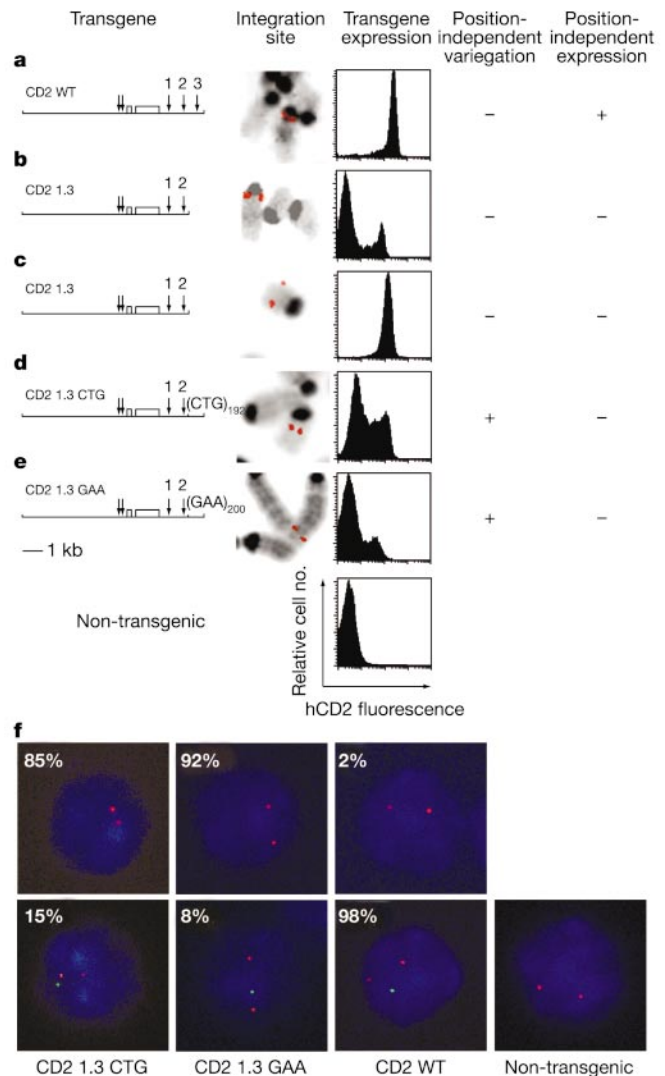 Transgene
Integration site
Transgene expression
Position-independent variegation
Position-independent expression
a
CD2 WT
1 2 3
–
+
b
CD2 1.3
1 2
–
–
c
CD2 1.3
1 2
–
–
d
CD2 1.3 CTG
1 2
(CTG)192
+
–
e
CD2 1.3 GAA
1 2
(GAA)200
+
–
1 kb
Non-transgenic
Relative cell no.
hCD2 fluorescence
f
85%
92%
2%
15%
8%
98%
CD2 1.3 CTG
CD2 1.3 GAA
CD2 WT
Non-transgenic